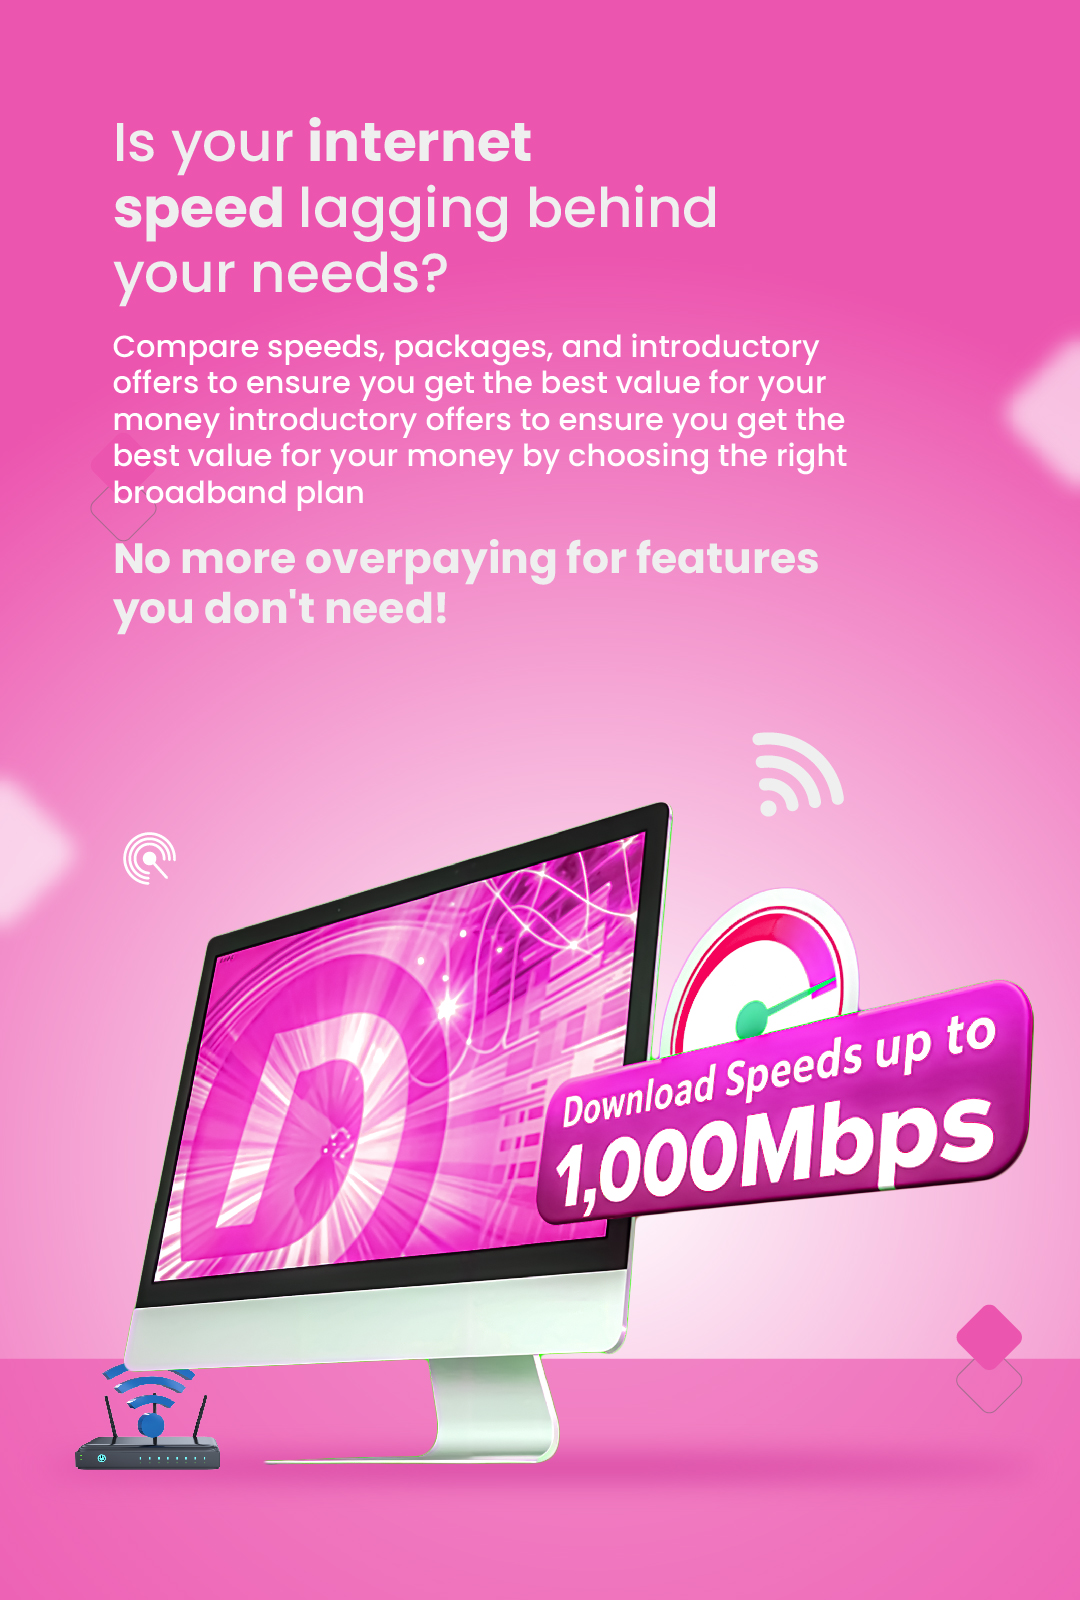 Is your internet
speed lagging behind
your needs?
Compare speeds, packages, and introductory
offers to ensure you get the best value for your
money introductory offers to ensure you get the
best value for your money by choosing the right
broadband plan
No more overpaying for features
you don't need!
D
Download Speeds up to
1,000Mbps